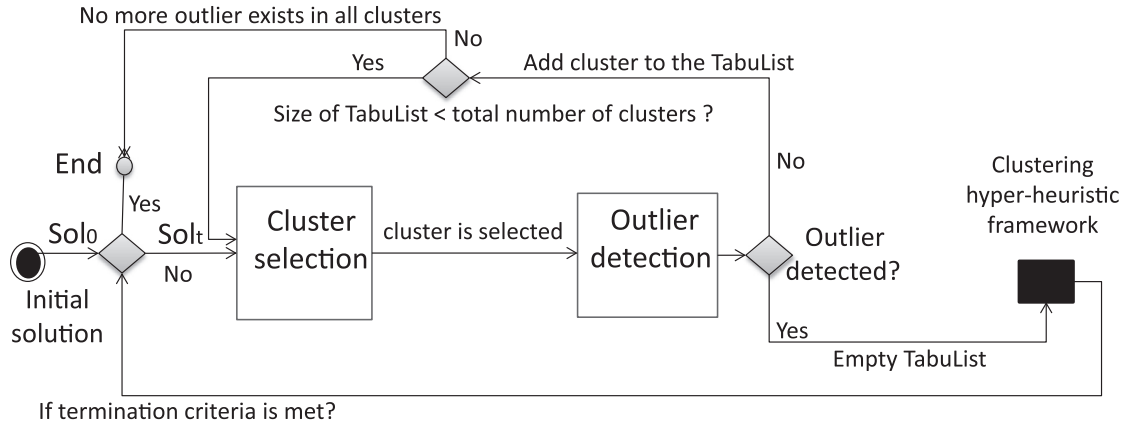 No more outlier exists in all clusters
No
Yes
Add cluster to the TabuList
Size of TabuList < total number of clusters ?
No
End
Clustering
hyper-heuristic
framework
Yes
Sol0
Solt
Cluster
selection
cluster is selected
Outlier
detection
Outlier
detected?
No
Initial
solution
Yes
Empty TabuList
If termination criteria is met?